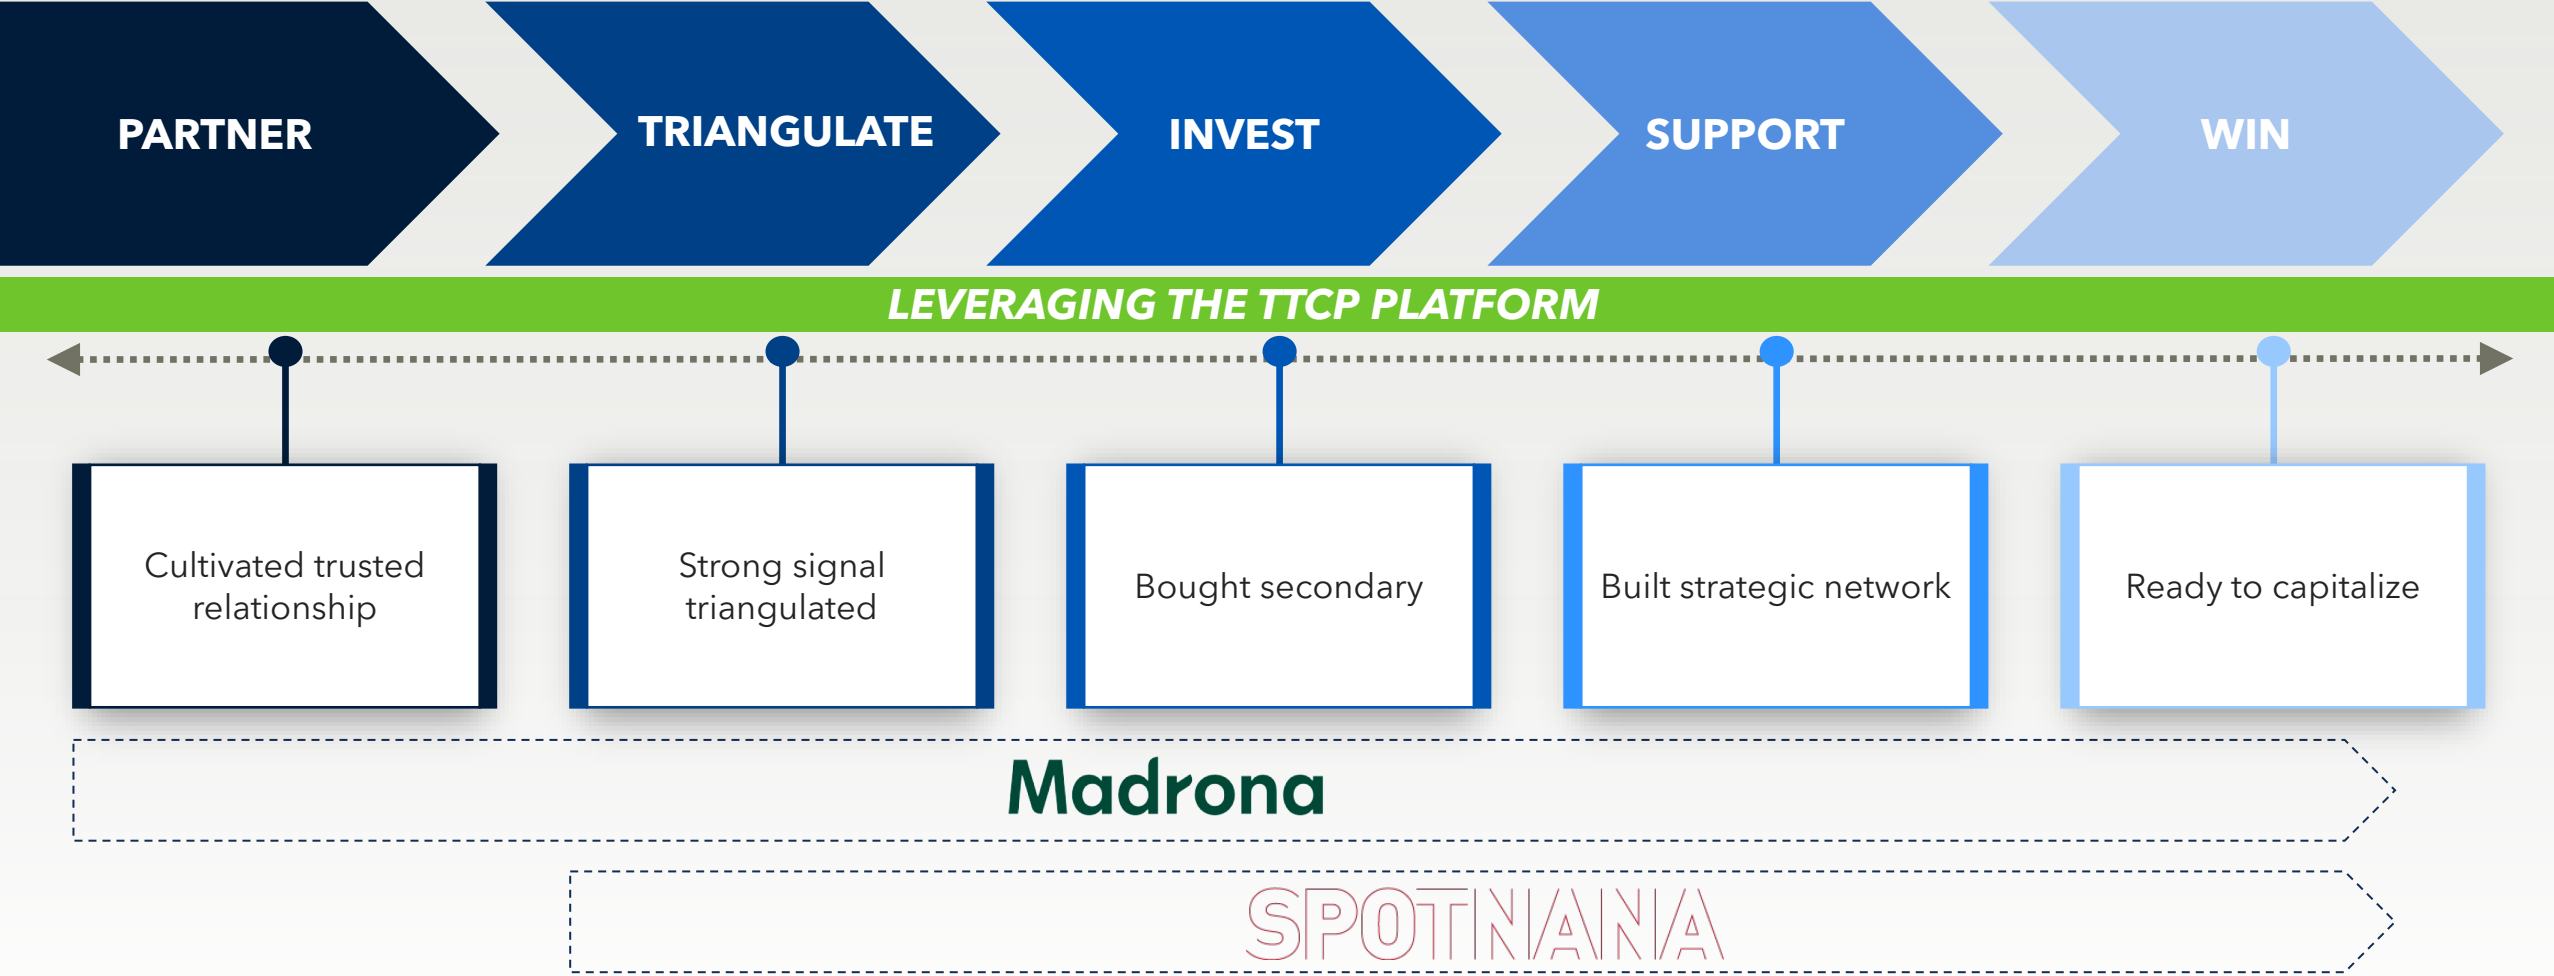 PARTNER
TRIANGULATE
INVEST
SUPPORT
WIN
LEVERAGING THE TTCP PLATFORM
Cultivated trusted
relationship
Strong signal
triangulated
Bought secondary
Built strategic network
Ready to capitalize
Madrona
SPOTNANA